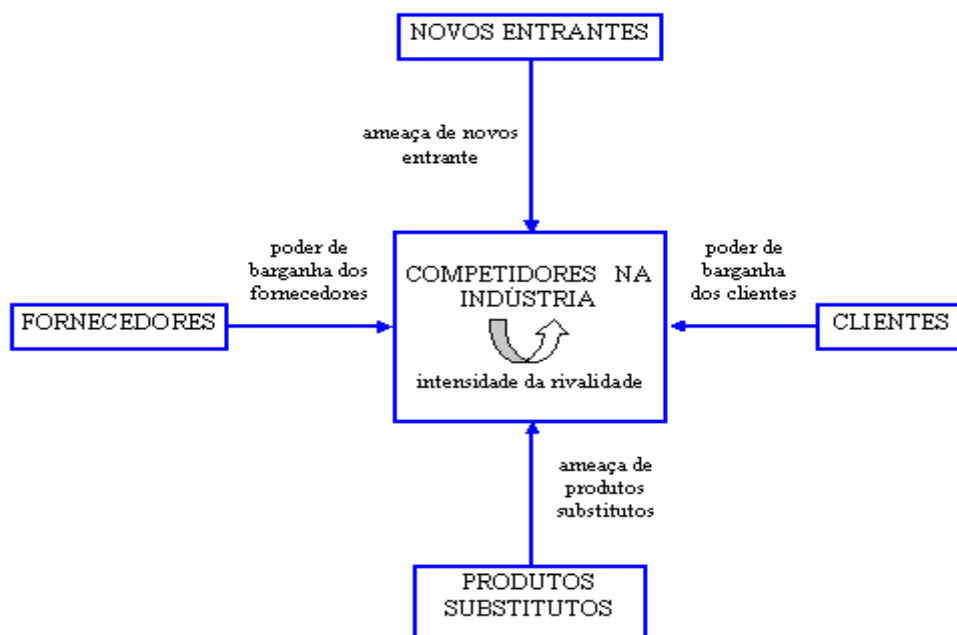 NOVOS ENTRANTES
ameaça de novos
entrante
poder de
barganha dos
fornecedores
FORNECEDORES
COMPETIDORES NA
INDÚSTRIA
intensidade da rivalidade
poder de
barganha
dos clientes
CLIENTES
ameaça de
produtos
substitutos
PRODUTOS
SUBSTITUTOS